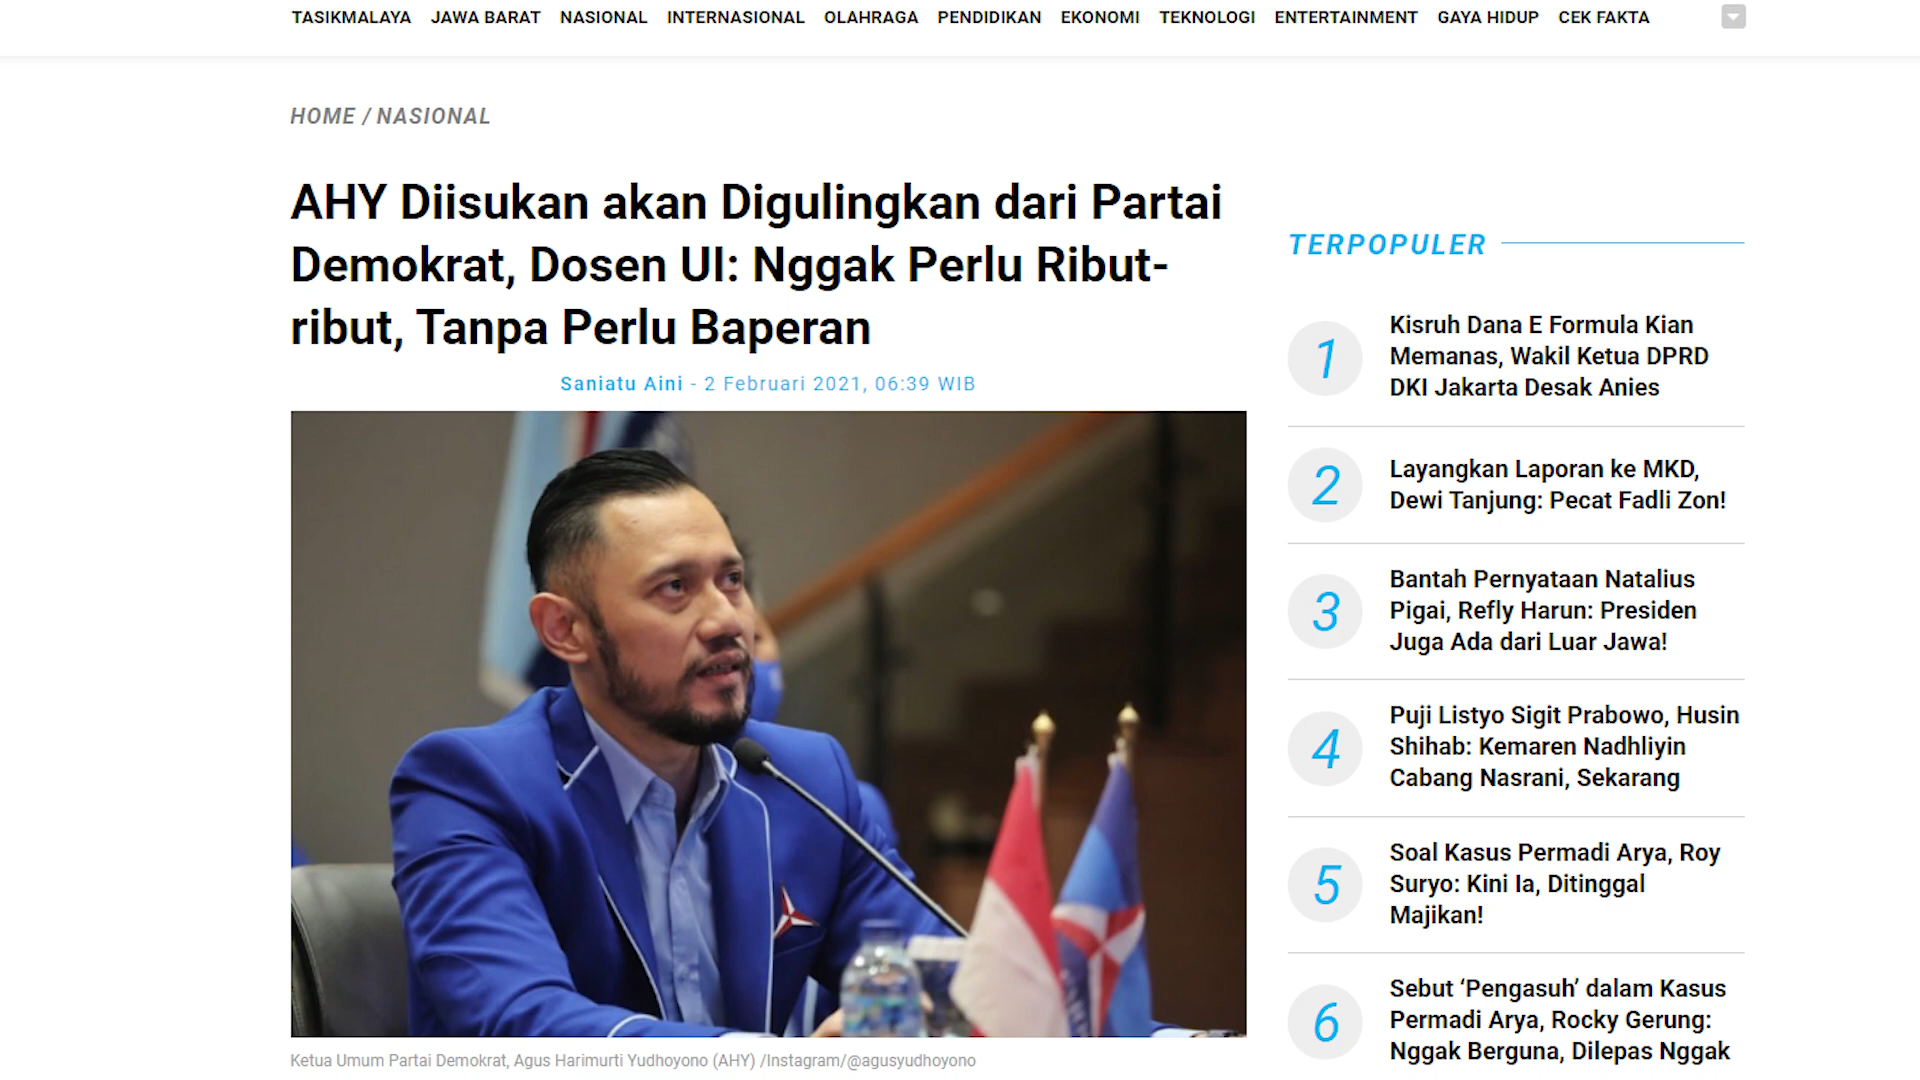 TASIKMALAYA JAWA BARAT NASIONAL INTERNASIONAL OLAHRAGA PENDIDIKAN EKONOMI TEKNOLOGI ENTERTAINMENT GAYA HIDUP CEK FAKTA
HOME / NASIONAL
AHY Diisukan akan Digulingkan dari Partai
Demokrat, Dosen UI: Nggak Perlu Ribut-
ribut, Tanpa Perlu Baperan
Saniatu Aini - 2 Februari 2021, 06:39 WIB
Ketua Umum Partai Demokrat, Agus Harimurti Yudhoyono (AHY) /Instagram/@agusyudhoyono
TERPOPULER
1
Kisruh Dana E Formula Kian
Memanas, Wakil Ketua DPRD
DKI Jakarta Desak Anies
2
Layangkan Laporan ke MKD,
Dewi Tanjung: Pecat Fadli Zon!
3
Bantah Pernyataan Natalius
Pigai, Refly Harun: Presiden
Juga Ada dari Luar Jawa!
4
Puji Listyo Sigit Prabowo, Husin
Shihab: Kemaren Nadhliyin
Cabang Nasrani, Sekarang
5
Soal Kasus Permadi Arya, Roy
Suryo: Kini Ia, Ditinggal
Majikan!
6
Sebut ‘Pengasuh’ dalam Kasus
Permadi Arya, Rocky Gerung:
Nggak Berguna, Dilepas Nggak